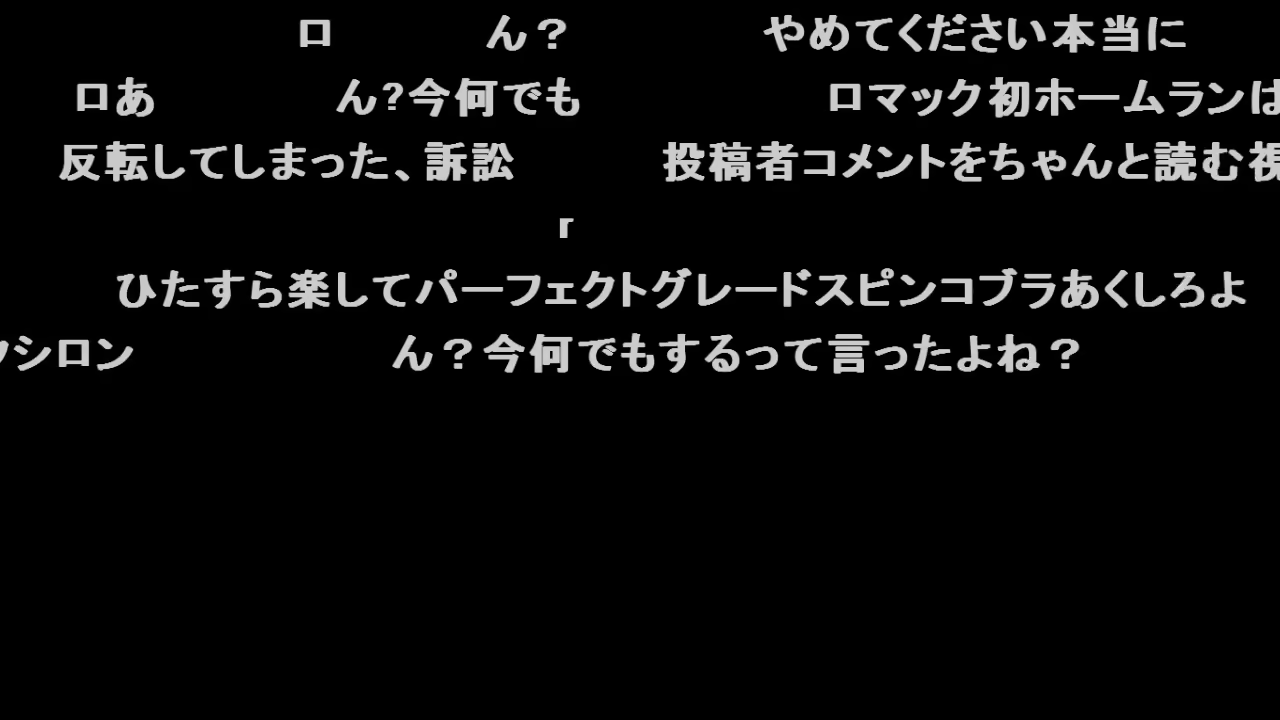 ロ ん？ やめてください本当に
ロあ ん?今何でも ロマック初ホームランは
反転してしまった、訴訟 投稿者コメントをちゃんと読む視
「
ひたすら楽してパーフェクトグレードスピンコブラあくしろよ
ツシロン ん？今何でもするって言ったよね？